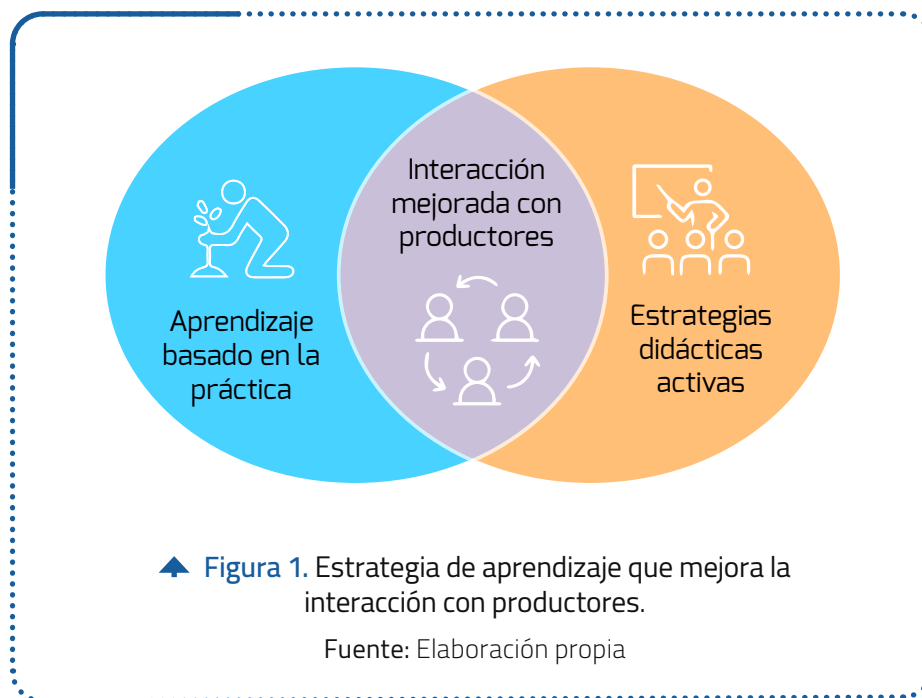 Interacción
mejorada con
productores
Aprendizaje
basado en la
práctica
Estrategias
didácticas
activas
Figura 1. Estrategia de aprendizaje que mejora la
interacción con productores.
Fuente: Elaboración propia